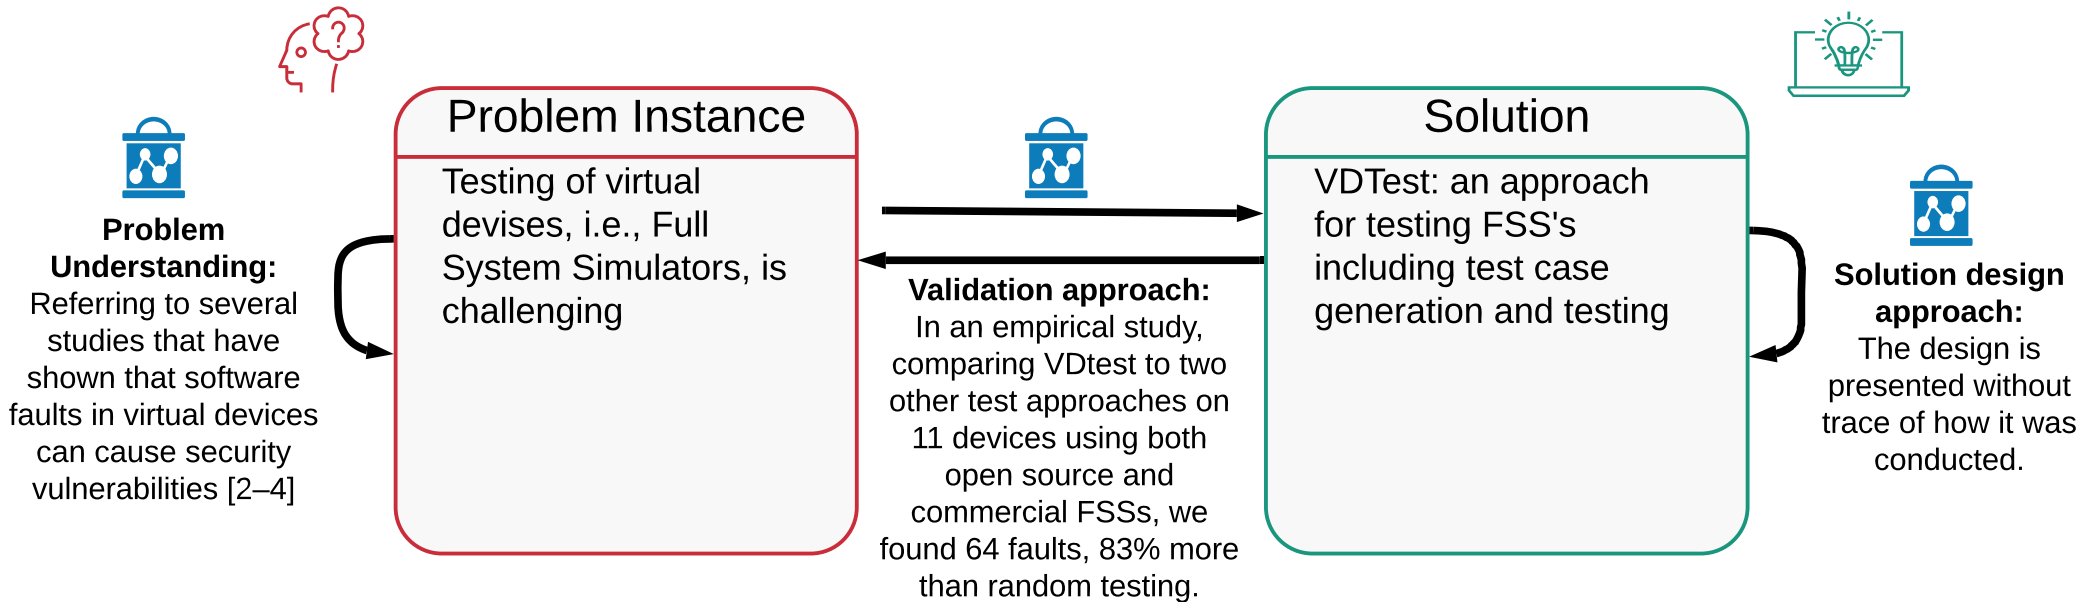 ?
Problem Instance
Solution
Problem
Understanding:
Referring to several
studies that have
shown that software
faults in virtual devices
can cause security
vulnerabilities [2–4]
Testing of virtual
devises, i.e., Full
System Simulators, is
challenging
Validation approach:
In an empirical study,
comparing VDtest to two
other test approaches on
11 devices using both
open source and
commercial FSSs, we
found 64 faults, 83% more
than random testing.
VDTest: an approach
for testing FSS's
including test case
generation and testing
Solution design
approach:
The design is
presented without
trace of how it was
conducted.